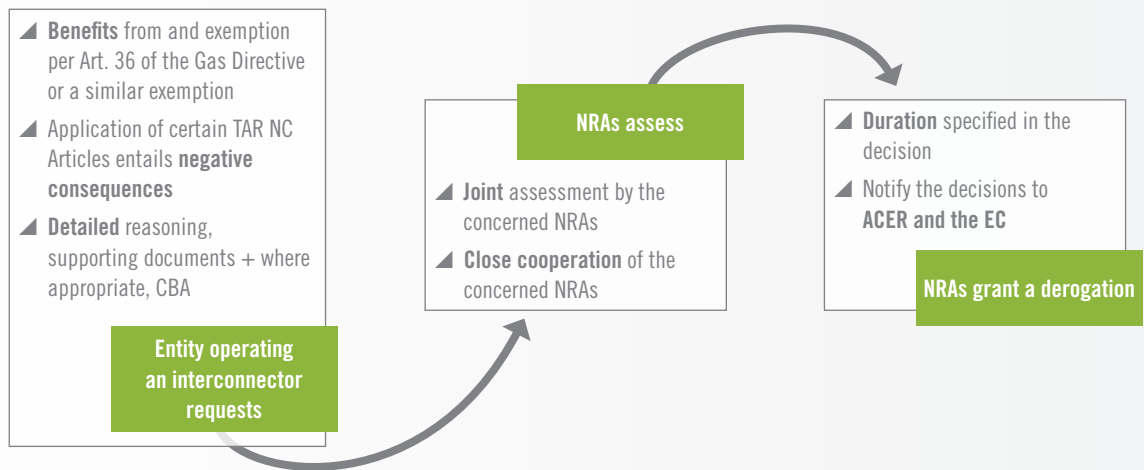 Benefits from and exemption
per Art. 36 of the Gas Directive
or a similar exemption
Application of certain TAR NC
Articles entails negative
consequences
Detailed reasoning,
supporting documents + where
appropriate, CBA
Entity operating
an interconnector
requests
NRAs assess
Joint assessment by the
concerned NRAs
Close cooperation of the
concerned NRAs
Duration specified in the
decision
Notify the decisions to
ACER and the EC
NRAs grant a derogation